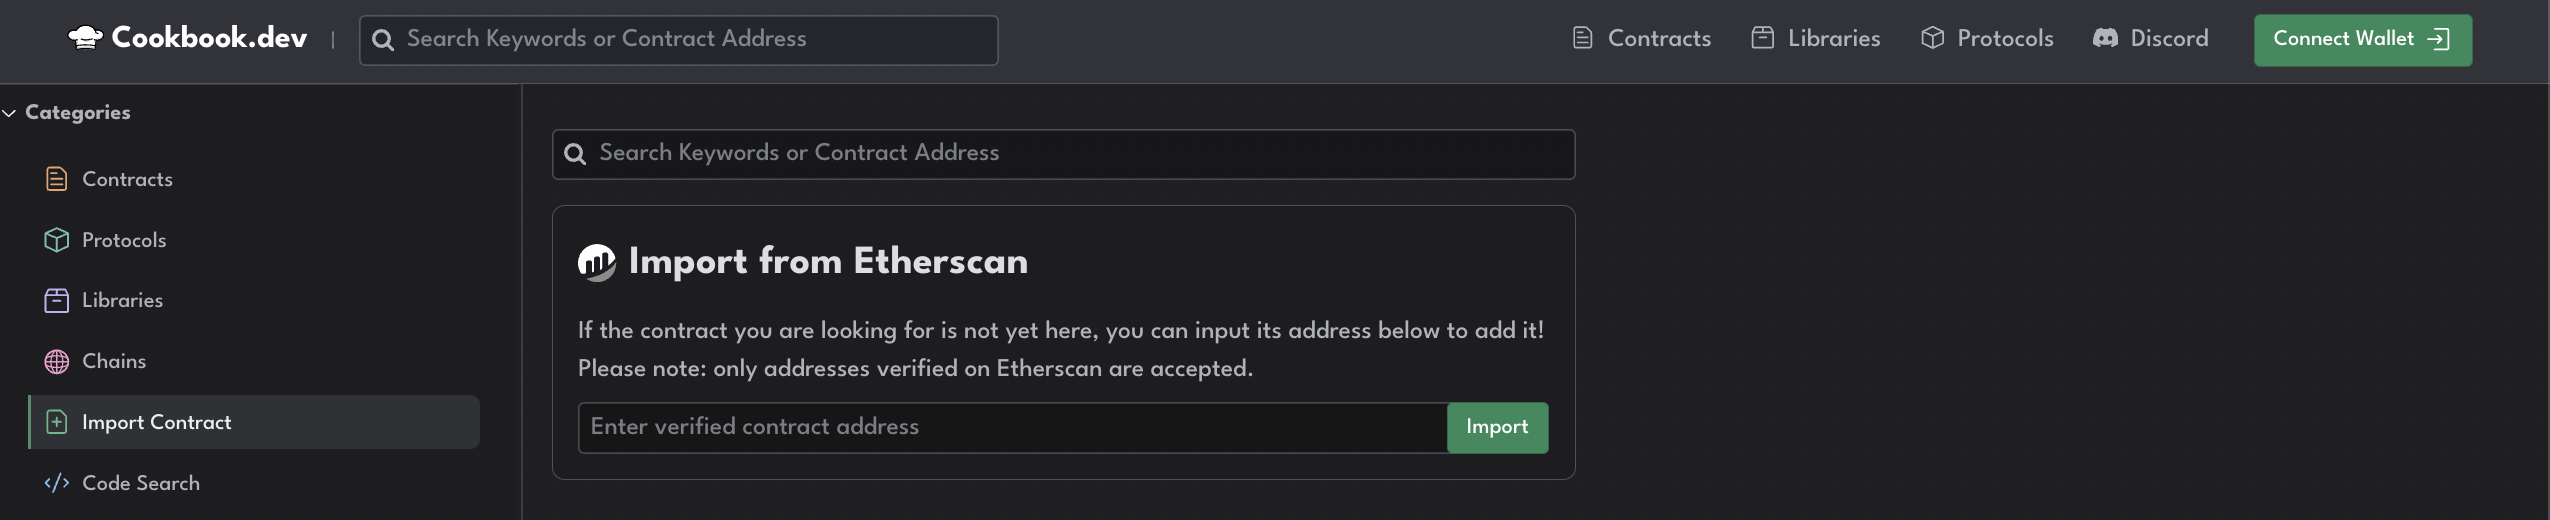 Cookbook.dev
Search Keywords or Contract Address
Contracts
Libraries
Protocols
Discord
Connect Wallet
Categories
Contracts
Protocols
Libraries
Chains
Import Contract
Code Search
Search Keywords or Contract Address
Import from Etherscan
If the contract you are looking for is not yet here, you can input its address below to add it!
Please note: only addresses verified on Etherscan are accepted.
Enter verified contract address
Import